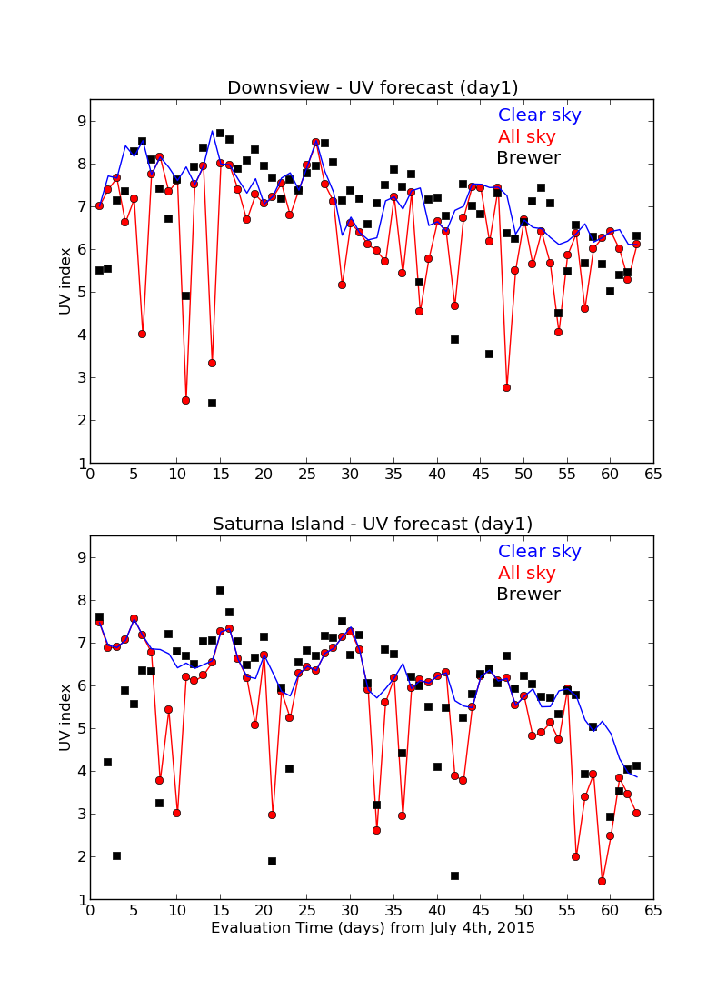 Downsview - UV forecast (day1)
Clear sky
All sky
Brewer
UV index
9
8
7
6
5
4
3
2
1
0 5 10 15 20 25 30 35 40 45 50 55 60 65
Saturna Island - UV forecast (day1)
Clear sky
All sky
Brewer
UV index
9
8
7
6
5
4
3
2
1
0 5 10 15 20 25 30 35 40 45 50 55 60 65
Evaluation Time (days) from July 4th, 2015